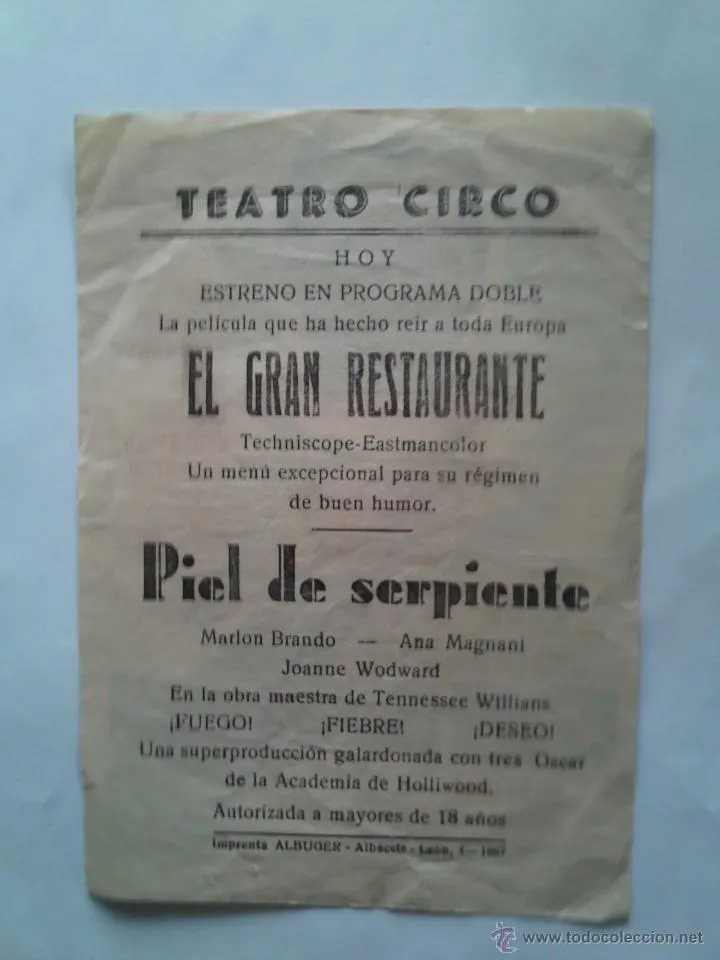 TEATRO CIRCO
HOY
ESTRENO EN PROGRAMA DOBLE
La película que ha hecho reir a toda Europa
EL GRAN RESTAURANTE
Techniscope-Eastmancolor
Un menú excepcional para su régimen
de buen humor.
Piel de serpiente
Marlon Brando — Ana Magnani
Joanne Wodward
En la obra maestra de Tennessee Willians
¡FUEGO! ¡FIEBRE! ¡DESEO!
Una superproducción galardonada con tres Oscar
de la Academia de Holliwood.
Autorizada a mayores de 18 años
Imprenta ALBUGER - Albacete - León, 4 - 1967
www.todocoleccion.net